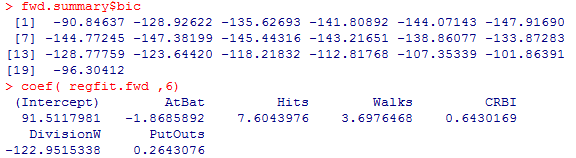 > fwd.summary$bic
[1] -90.84637 -128.92622 -135.62693 -141.80892 -144.07143 -147.91690
[7] -144.77245 -147.38199 -145.44316 -143.21651 -138.86077 -133.87283
[13] -128.77759 -123.64420 -118.21832 -112.81768 -107.35339 -101.86391
[19] -96.30412
> coef( regfit.fwd ,6)
(Intercept) AtBat Hits Walks CRBI
91.5117981 -1.8685892 7.6043976 3.6976468 0.6430169
DivisionW PutOuts
-122.9515338 0.2643076